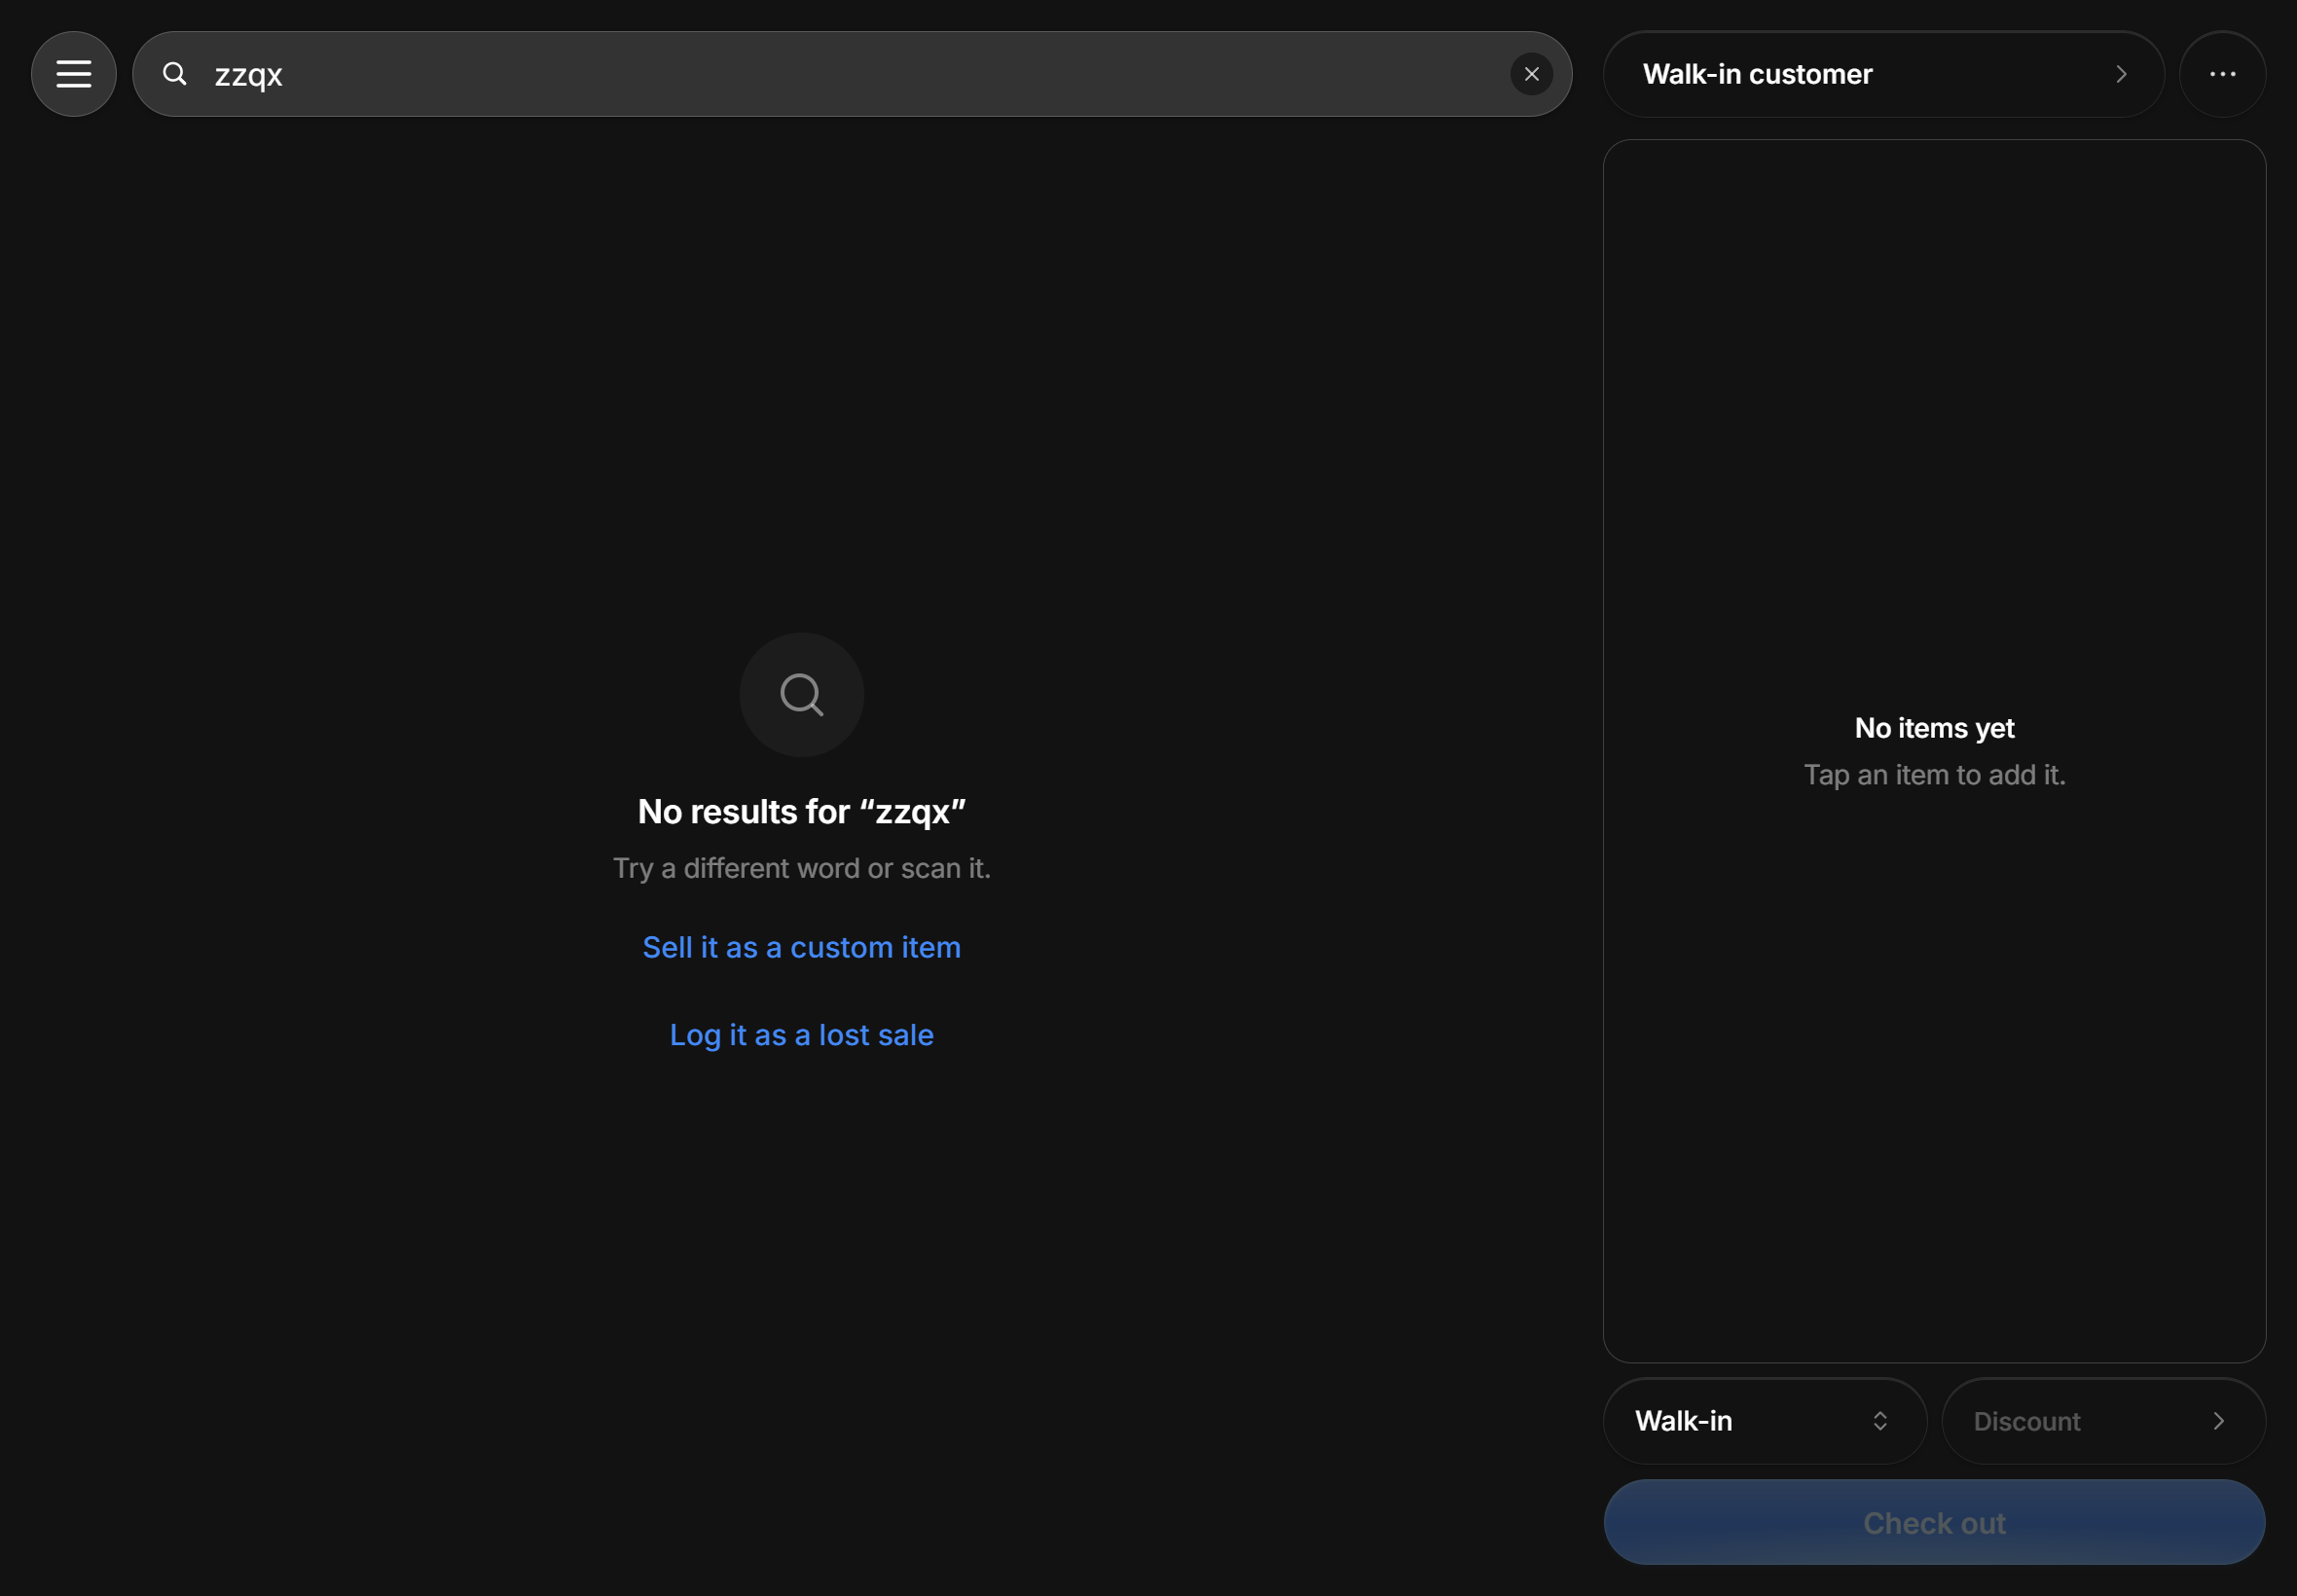 zzqx
Walk-in customer
No results for “zzqx”
Try a different word or scan it.
Sell it as a custom item
Log it as a lost sale
No items yet
Tap an item to add it.
Walk-in
Discount
Check out